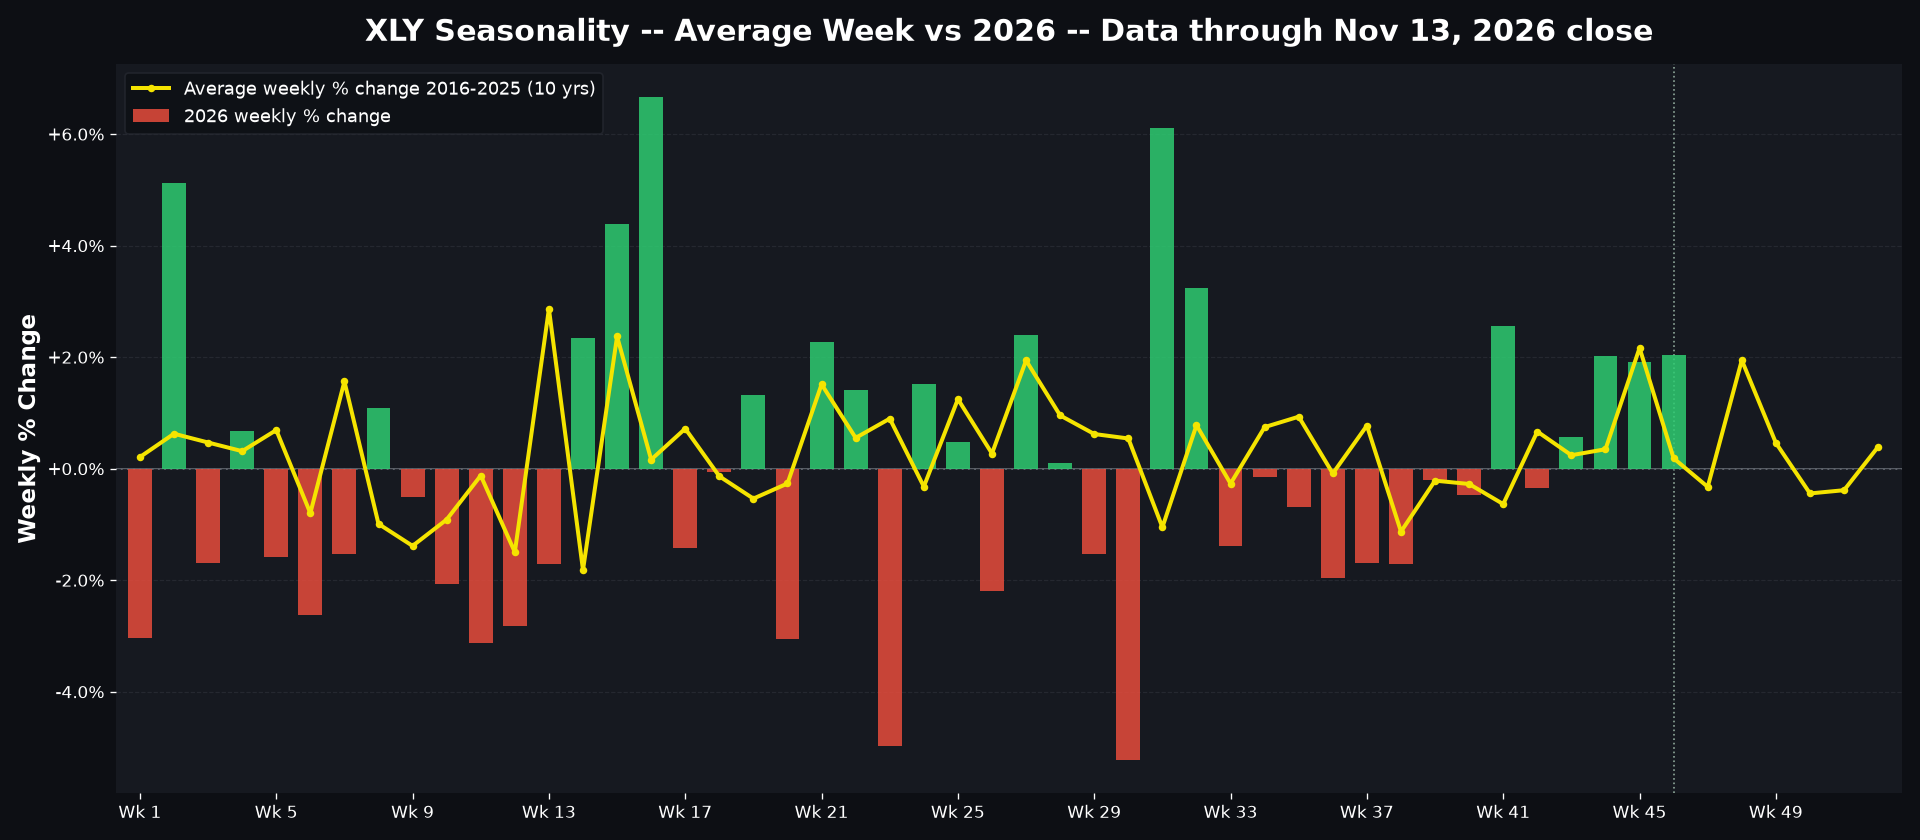 XLY Seasonality -- Average Week vs 2026 -- Data through Nov 13, 2026 close
Average weekly % change 2016-2025 (10 yrs)
2026 weekly % change
Weekly % Change
+6.0%
+4.0%
+2.0%
+0.0%
-2.0%
-4.0%
Wk 1
Wk 5
Wk 9
Wk 13
Wk 17
Wk 21
Wk 25
Wk 29
Wk 33
Wk 37
Wk 41
Wk 45
Wk 49